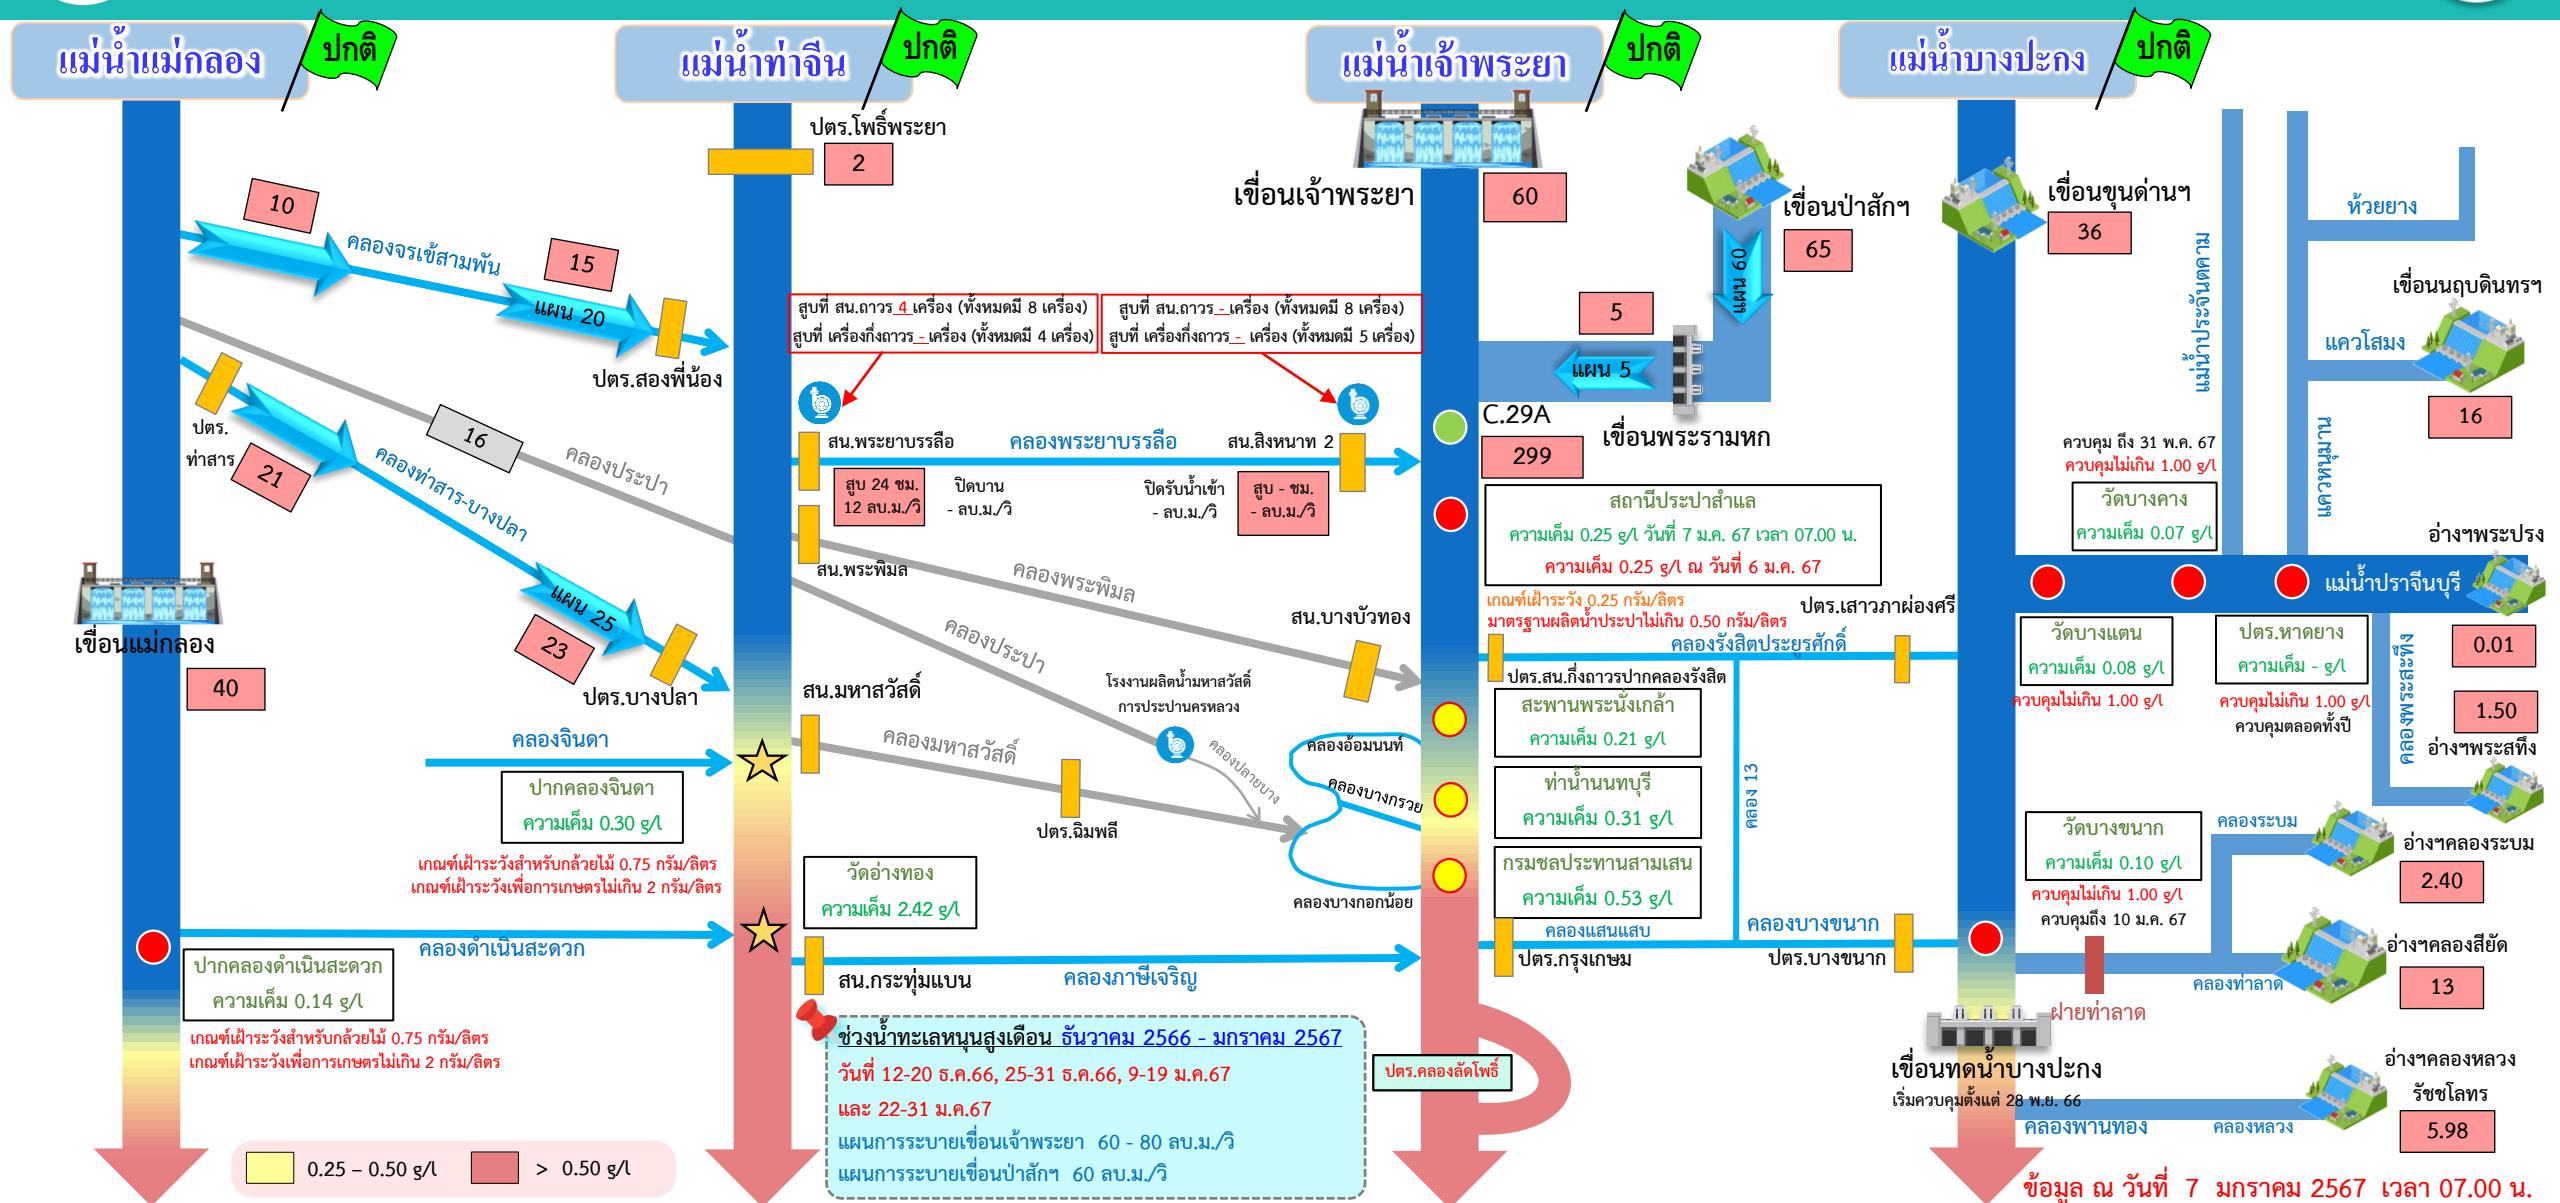 แม่น้ำแม่กลอง
ปกติ
แม่น้ำท่าจีน
ปกติ
แม่น้ำเจ้าพระยา
ปกติ
แม่น้ำบางปะกง
ปกติ
10
คลองจรเข้สามพัน
15
แผน 20
ปตร.สองพี่น้อง
ปตร.
ท่าสาร
21
16
คลองประปา
คลองท่าสาร-บางปลา
แผน 25
23
ปตร.บางปลา
เขื่อนแม่กลอง
40
คลองจินดา
ปากคลองจินดา
ความเค็ม 0.30 g/l
เกณฑ์เฝ้าระวังสำหรับกล้วยไม้ 0.75 กรัม/ลิตร
เกณฑ์เฝ้าระวังเพื่อการเกษตรไม่เกิน 2 กรัม/ลิตร
คลองดำเนินสะดวก
ปากคลองดำเนินสะดวก
ความเค็ม 0.14 g/l
เกณฑ์เฝ้าระวังสำหรับกล้วยไม้ 0.75 กรัม/ลิตร
เกณฑ์เฝ้าระวังเพื่อการเกษตรไม่เกิน 2 กรัม/ลิตร
0.25 – 0.50 g/l
> 0.50 g/l
ปตร.โพธิ์พระยา
2
สูบที่ สน.ถาวร 4 เครื่อง (ทั้งหมดมี 8 เครื่อง)
สูบที่ เครื่องกึ่งถาวร - เครื่อง (ทั้งหมดมี 4 เครื่อง)
สูบที่ สน.ถาวร - เครื่อง (ทั้งหมดมี 8 เครื่อง)
สูบที่ เครื่องกึ่งถาวร - เครื่อง (ทั้งหมดมี 5 เครื่อง)
สน.พระยาบรรลือ
คลองพระยาบรรลือ
สน.สิงหนาท 2
สูบ 24 ชม.
12 ลบ.ม./วิ
ปิดบาน
- ลบ.ม./วิ
ปิดรับน้ำเข้า
- ลบ.ม./วิ
สูบ - ชม.
- ลบ.ม./วิ
สน.พระพิมล
คลองพระพิมล
คลองประปา
สน.บางบัวทอง
โรงงานผลิตน้ำมหาสวัสดิ์
การประปานครหลวง
สน.มหาสวัสดิ์
คลองมหาสวัสดิ์
คลองปลายบาง
ปตร.ฉิมพลี
คลองอ้อมนนท์
คลองบางกรวย
คลองบางกอกน้อย
วัดอ่างทอง
ความเค็ม 2.42 g/l
สน.กระทุ่มแบน
คลองภาษีเจริญ
ช่วงน้ำทะเลหนุนสูงเดือน ธันวาคม 2566 - มกราคม 2567
วันที่ 12-20 ธ.ค.66, 25-31 ธ.ค.66, 9-19 ม.ค.67
และ 22-31 ม.ค.67
แผนการระบายเขื่อนเจ้าพระยา 60 - 80 ลบ.ม./วิ
แผนการระบายเขื่อนป่าสักฯ 60 ลบ.ม./วิ
เขื่อนเจ้าพระยา
60
เขื่อนป่าสักฯ
65
แผน 60
5
แผน 5
เขื่อนพระรามหก
C.29A
299
สถานีประปาสำแล
ความเค็ม 0.25 g/l วันที่ 7 ม.ค. 67 เวลา 07.00 น.
ความเค็ม 0.25 g/l ณ วันที่ 6 ม.ค. 67
เกณฑ์เฝ้าระวัง 0.25 กรัม/ลิตร
มาตรฐานผลิตน้ำประปาไม่เกิน 0.50 กรัม/ลิตร
ปตร.เสาวภาผ่องศรี
คลองรังสิตประยูรศักดิ์
ปตร.สน.กึ่งถาวรปากคลองรังสิต
สะพานพระนั่งเกล้า
ความเค็ม 0.21 g/l
ท่าน้ำนนทบุรี
ความเค็ม 0.31 g/l
กรมชลประทานสามเสน
ความเค็ม 0.53 g/l
คลอง 13
คลองแสนแสบ
คลองบางขนาก
ปตร.กรุงเกษม
ปตร.บางขนาก
ปตร.คลองลัดโพธิ์
เขื่อนขุนด่านฯ
36
แม่น้ำประจันตคาม
ห้วยยาง
เขื่อนนฤบดินทรฯ
แควโสมง
16
แควหนุมาน
ควบคุม ถึง 31 พ.ค. 67
ควบคุมไม่เกิน 1.00 g/l
วัดบางคาง
ความเค็ม 0.07 g/l
อ่างฯพระปรง
แม่น้ำปราจีนบุรี
0.01
วัดบางแตน
ความเค็ม 0.08 g/l
ควบคุมไม่เกิน 1.00 g/l
ปตร.หาดยาง
ความเค็ม - g/l
ควบคุมไม่เกิน 1.00 g/l
ควบคุมตลอดทั้งปี
คลองพระสะทึง
1.50
อ่างฯพระสทึง
วัดบางขนาก
ความเค็ม 0.10 g/l
ควบคุมไม่เกิน 1.00 g/l
ควบคุมถึง 10 ม.ค. 67
คลองระบม
อ่างฯคลองระบม
2.40
อ่างฯคลองสียัด
13
คลองท่าลาด
ฝายท่าลาด
เขื่อนทดน้ำบางปะกง
เริ่มควบคุมตั้งแต่ 28 พ.ย. 66
คลองพานทอง
คลองหลวง
อ่างฯคลองหลวง
รัชชโลทร
5.98
ข้อมูล ณ วันที่ 7 มกราคม 2567 เวลา 07.00 น.